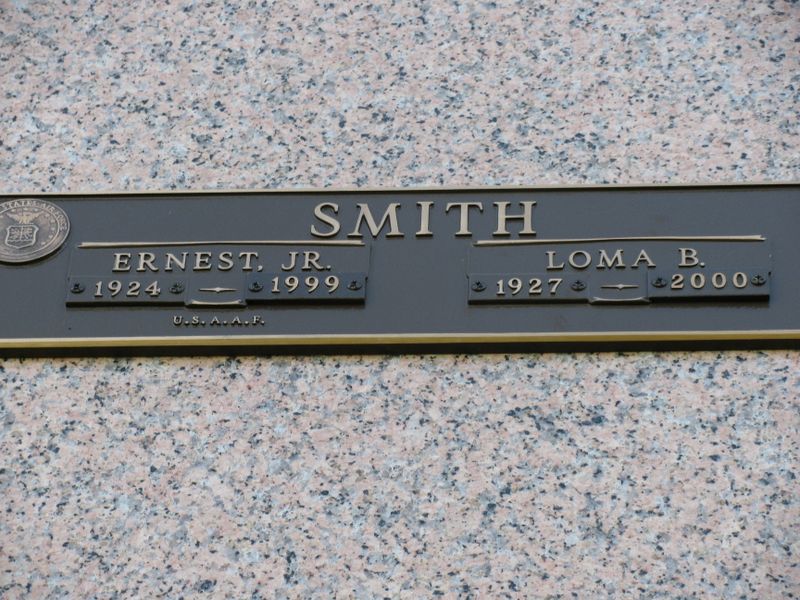 SMITH
ERNEST, JR.
1924 1999
U.S.A.A.F.
LOMA B.
1927 2000